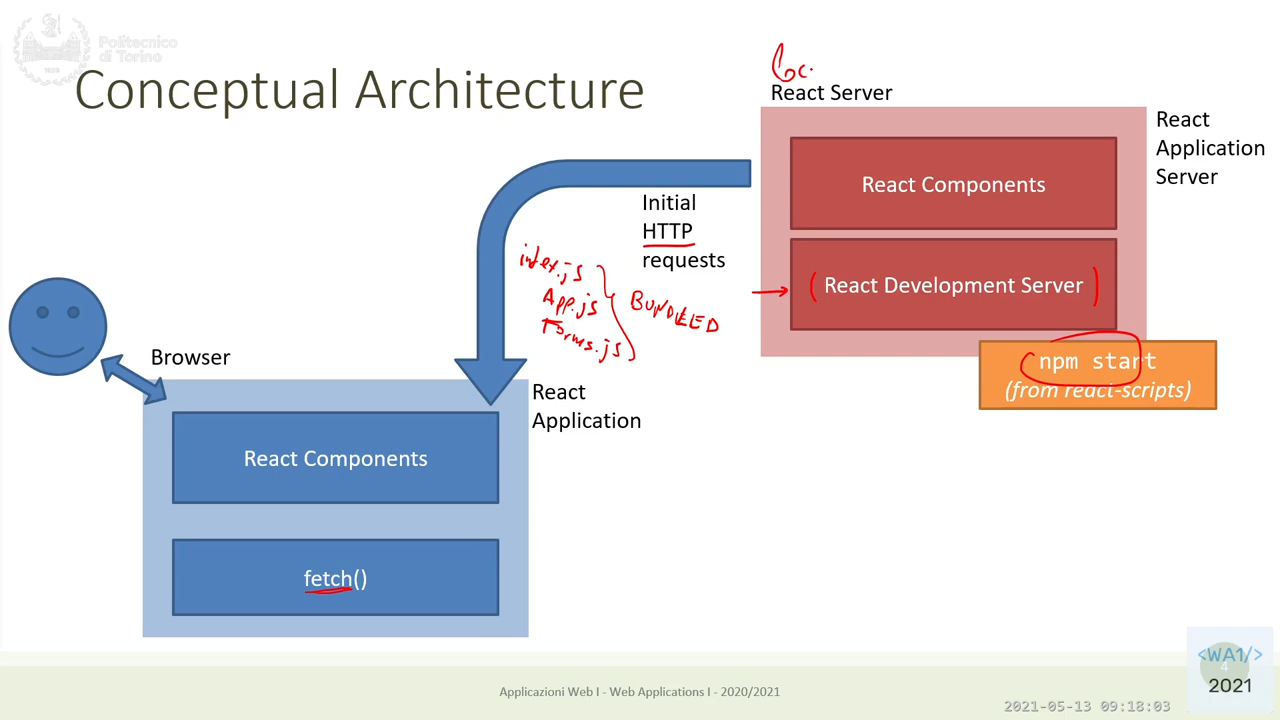 Politecnico
di Torino
Conceptual Architecture
Loc.
React Server
React
Application
Server
React Components
Initial
HTTP
requests
React Development Server
index.js
App.js
Forms.js
BUNDLED
npm start
(from react-scripts)
Browser
React
Application
React Components
fetch()
Applicazioni Web I - Web Applications I - 2020/2021
<WA1/>
4
2021
2021-05-13 09:18:03